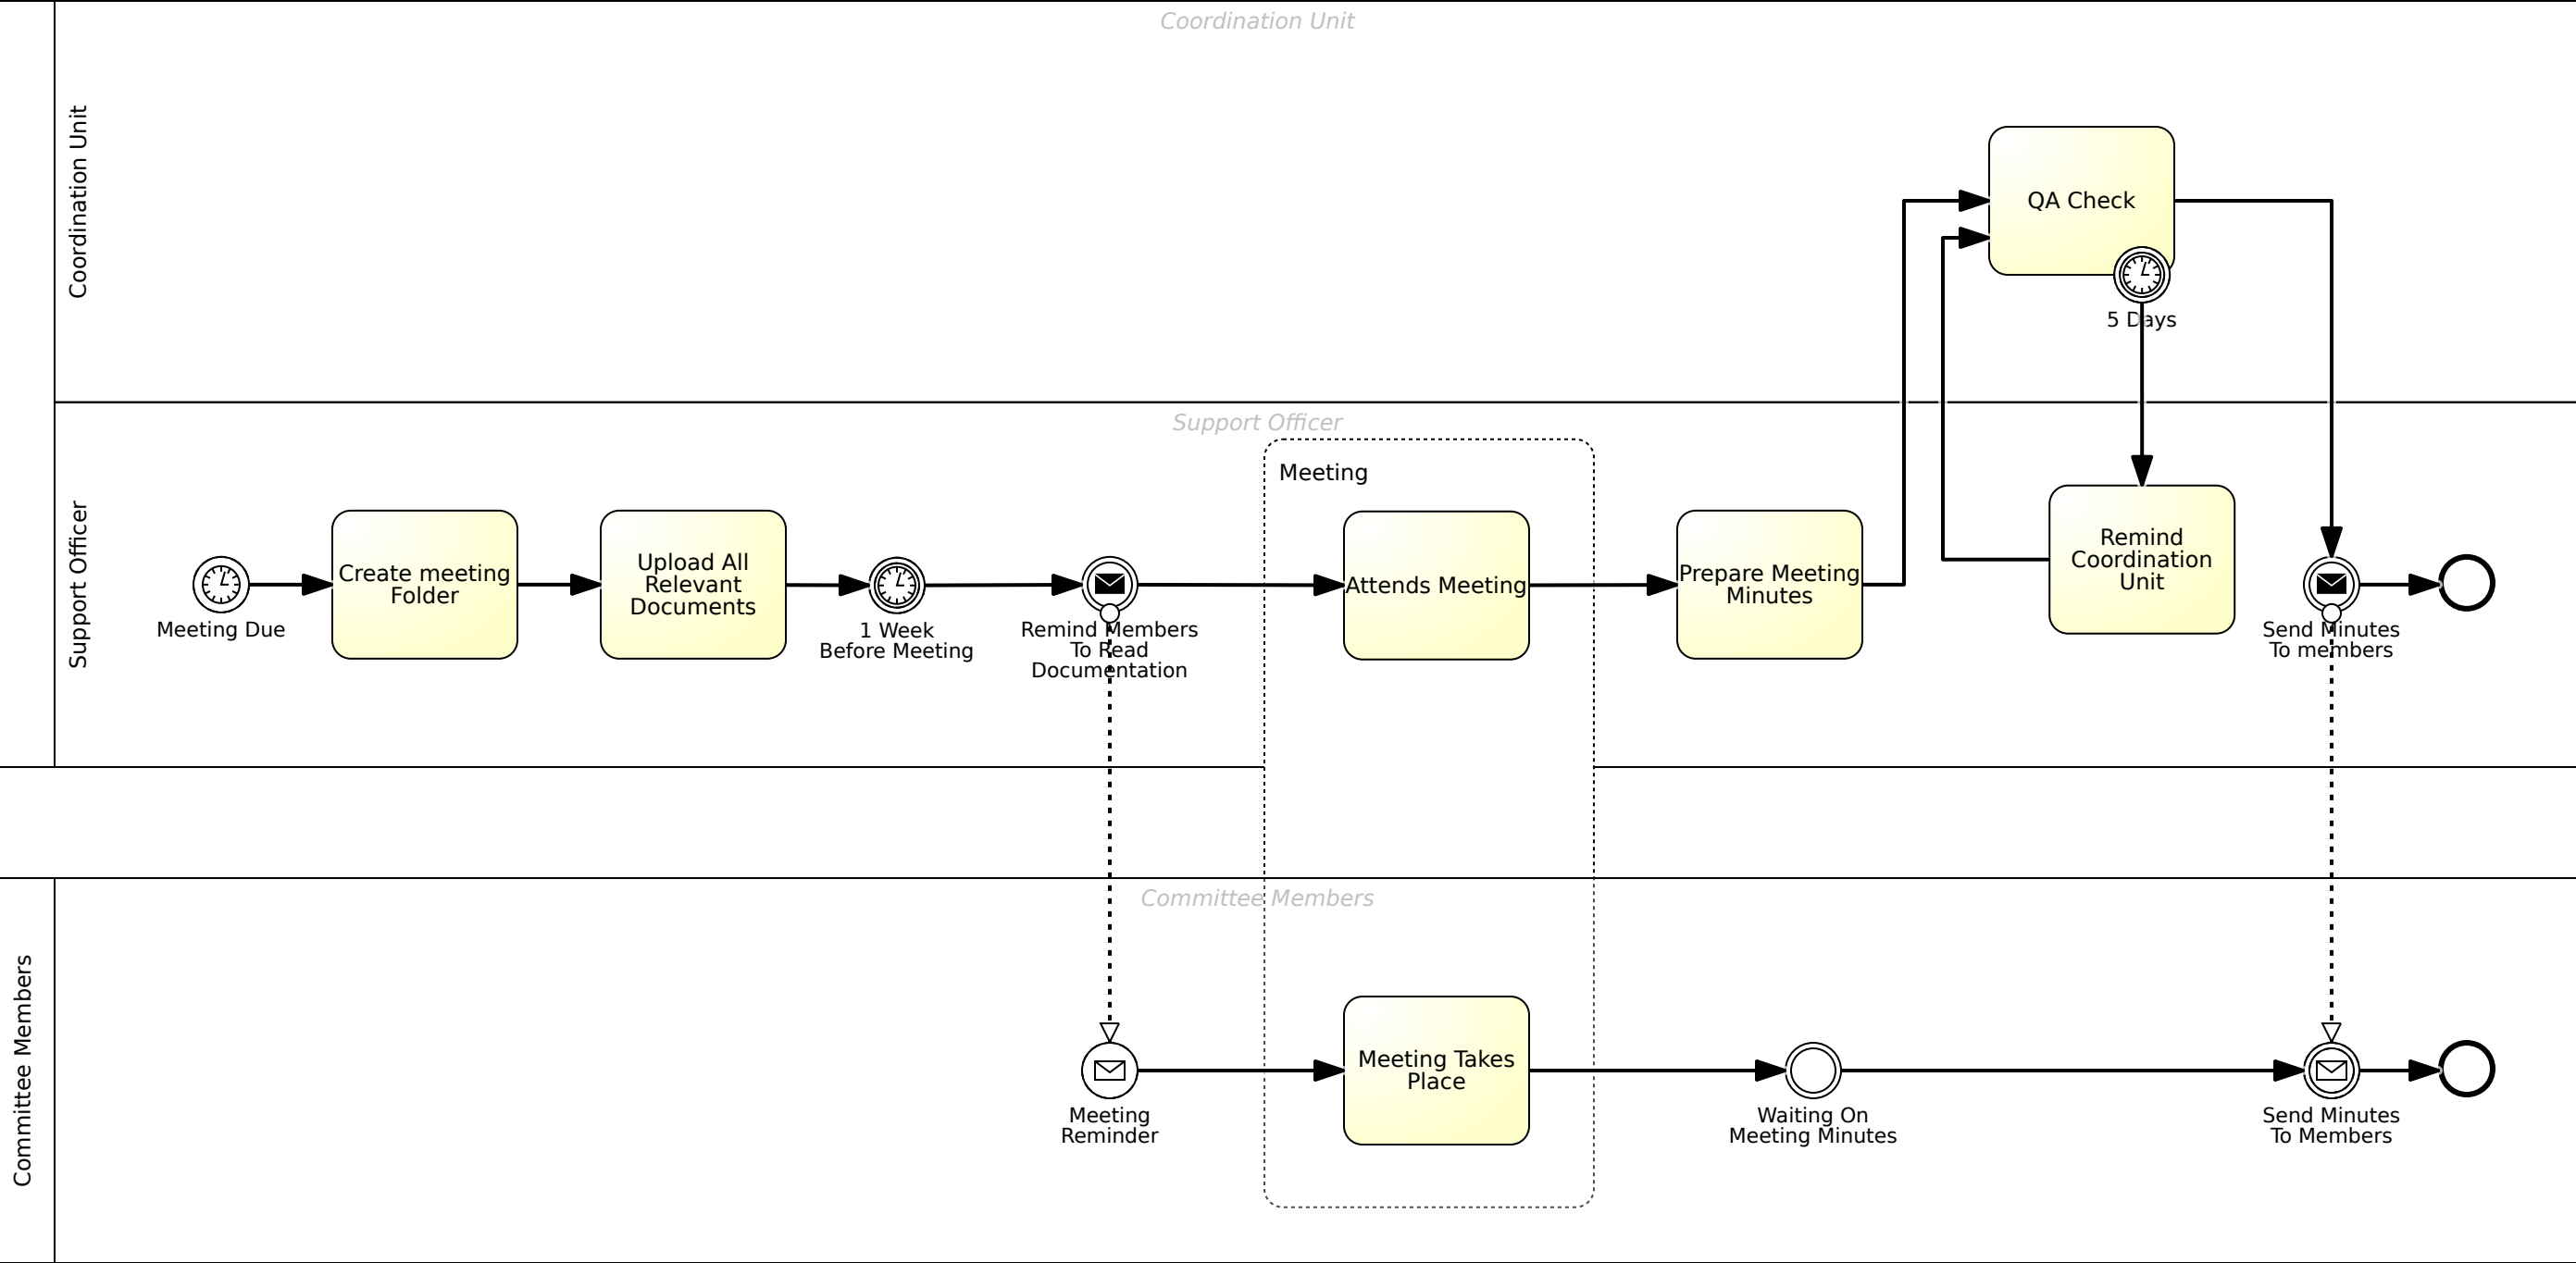 Coordination Unit
Coordination Unit
QA Check
5 Days
Support Officer
Support Officer
Meeting
Meeting Due
Create meeting
Folder
Upload All
Relevant
Documents
1 Week
Before Meeting
Remind Members
To Read
Documentation
Attends Meeting
Prepare Meeting
Minutes
Remind
Coordination
Unit
Send Minutes
To members
Committee Members
Committee Members
Meeting
Reminder
Meeting Takes
Place
Waiting On
Meeting Minutes
Send Minutes
To Members